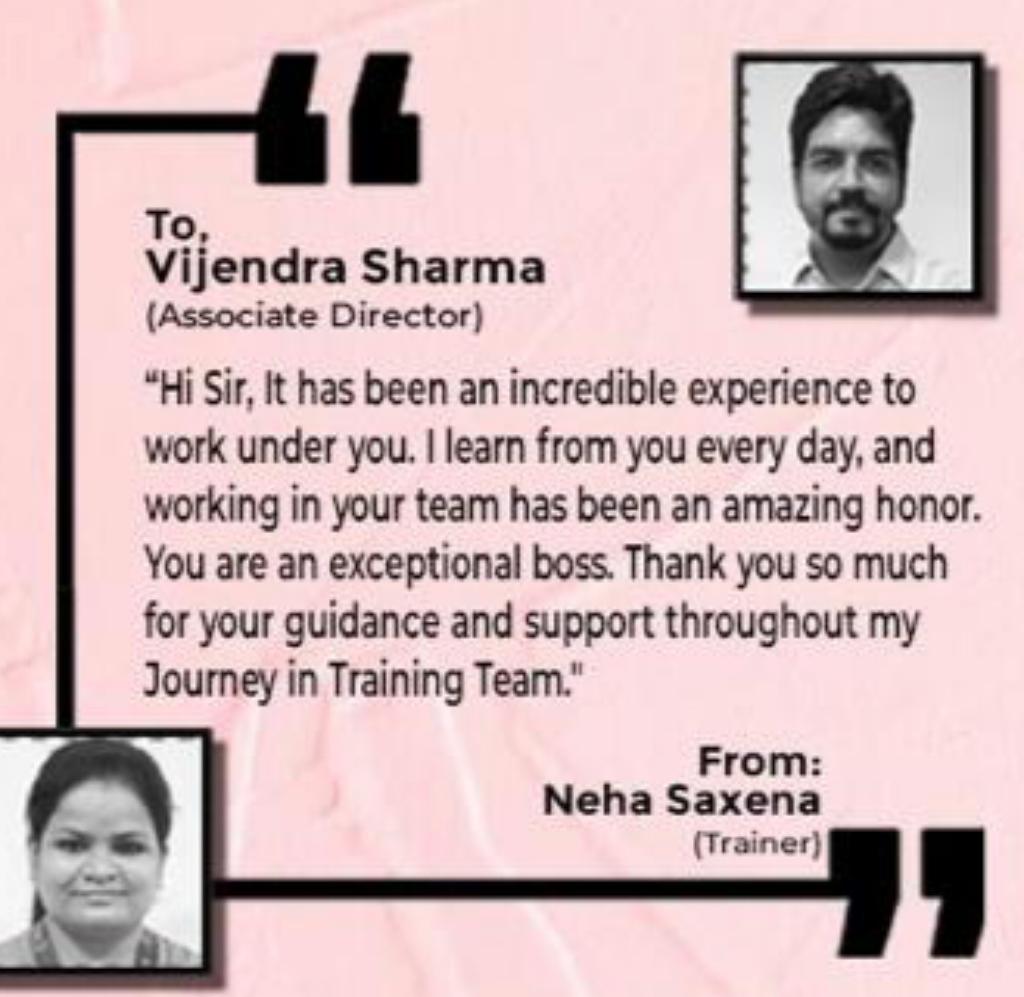 To,
Vijendra Sharma
(Associate Director)
“Hi Sir, It has been an incredible experience to
work under you. I learn from you every day, and
working in your team has been an amazing honor.
You are an exceptional boss. Thank you so much
for your guidance and support throughout my
Journey in Training Team."
From:
Neha Saxena
(Trainer)